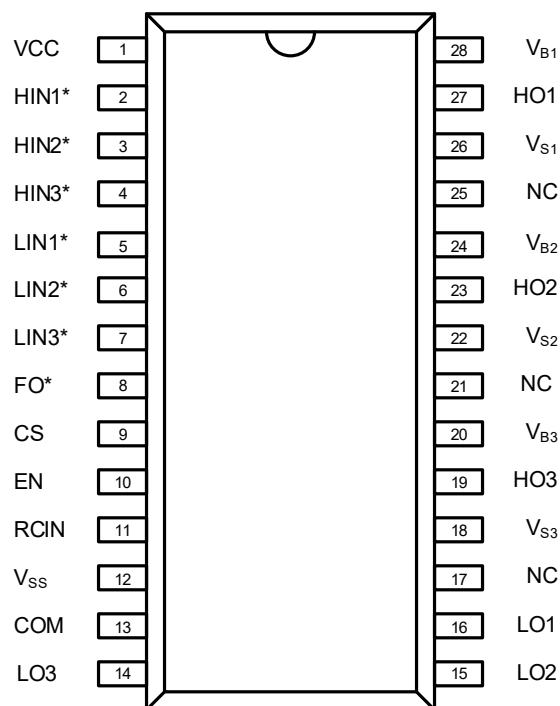 VCC 1 28 VB1
HIN1* 2 27 HO1
HIN2* 3 26 VS1
HIN3* 4 25 NC
LIN1* 5 24 VB2
LIN2* 6 23 HO2
LIN3* 7 22 VS2
FO* 8 21 NC
CS 9 20 VB3
EN 10 19 HO3
RCIN 11 18 VS3
VSS 12 17 NC
COM 13 16 LO1
LO3 14 15 LO2